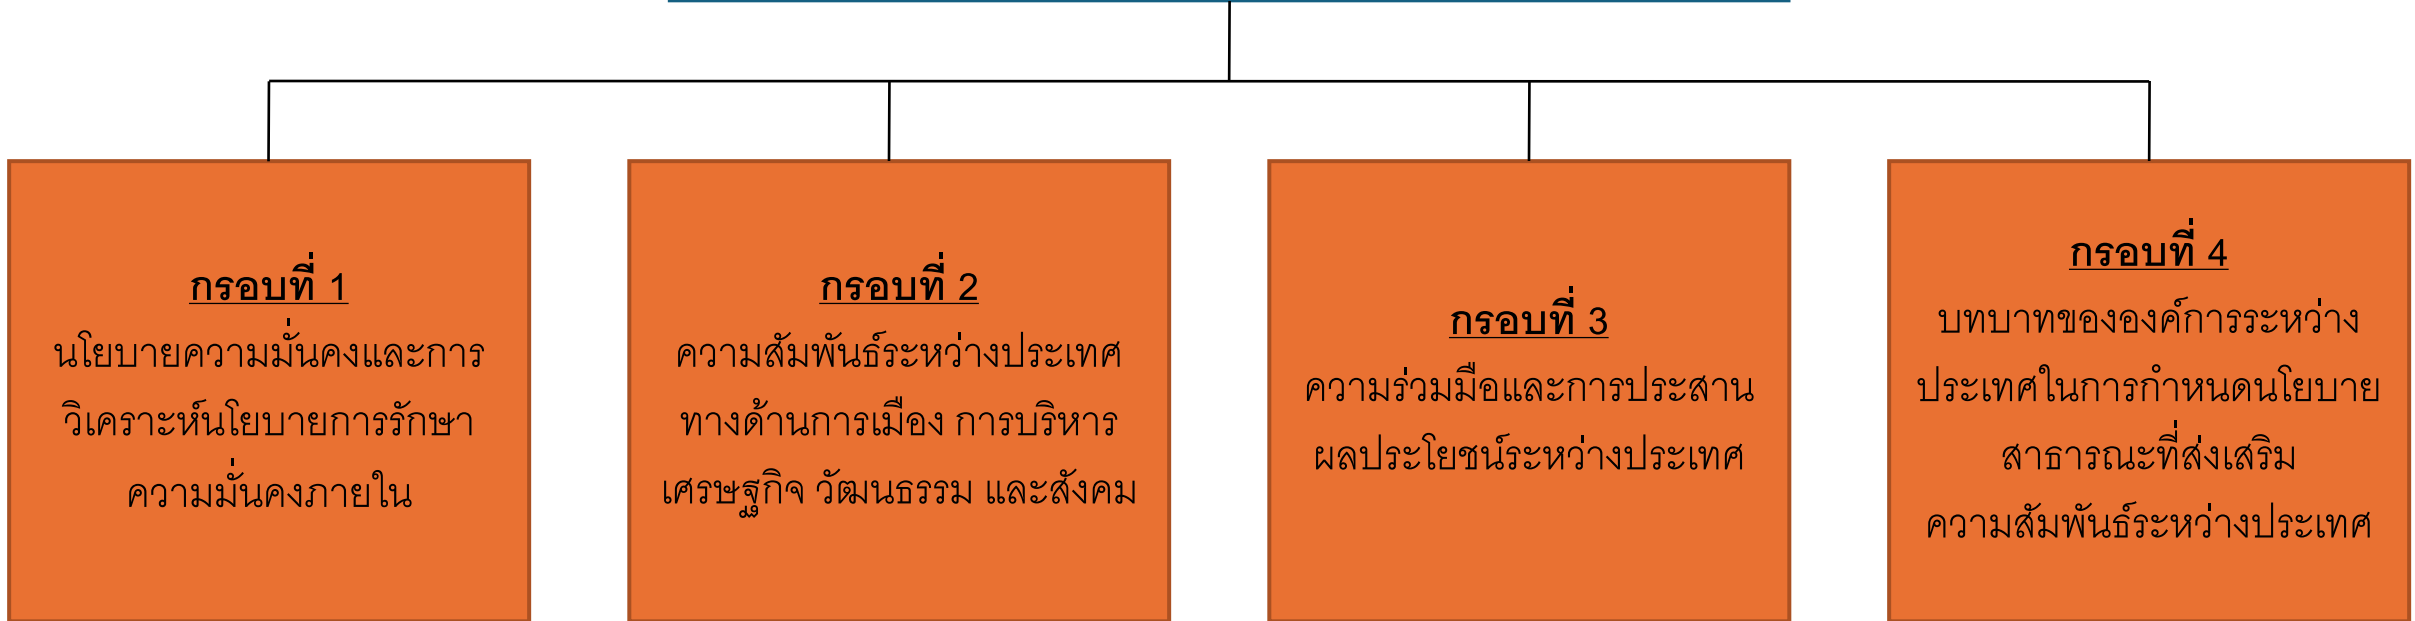 กรอบที่ 1
นโยบายความมั่นคงและการ
วิเคราะห์นโยบายการรักษา
ความมั่นคงภายใน
กรอบที่ 2
ความสัมพันธ์ระหว่างประเทศ
ทางด้านการเมือง การบริหาร
เศรษฐกิจ วัฒนธรรม และสังคม
กรอบที่ 3
ความร่วมมือและการประสาน
ผลประโยชน์ระหว่างประเทศ
กรอบที่ 4
บทบาทขององค์การระหว่าง
ประเทศในการกำหนดนโยบาย
สาธารณะที่ส่งเสริม
ความสัมพันธ์ระหว่างประเทศ